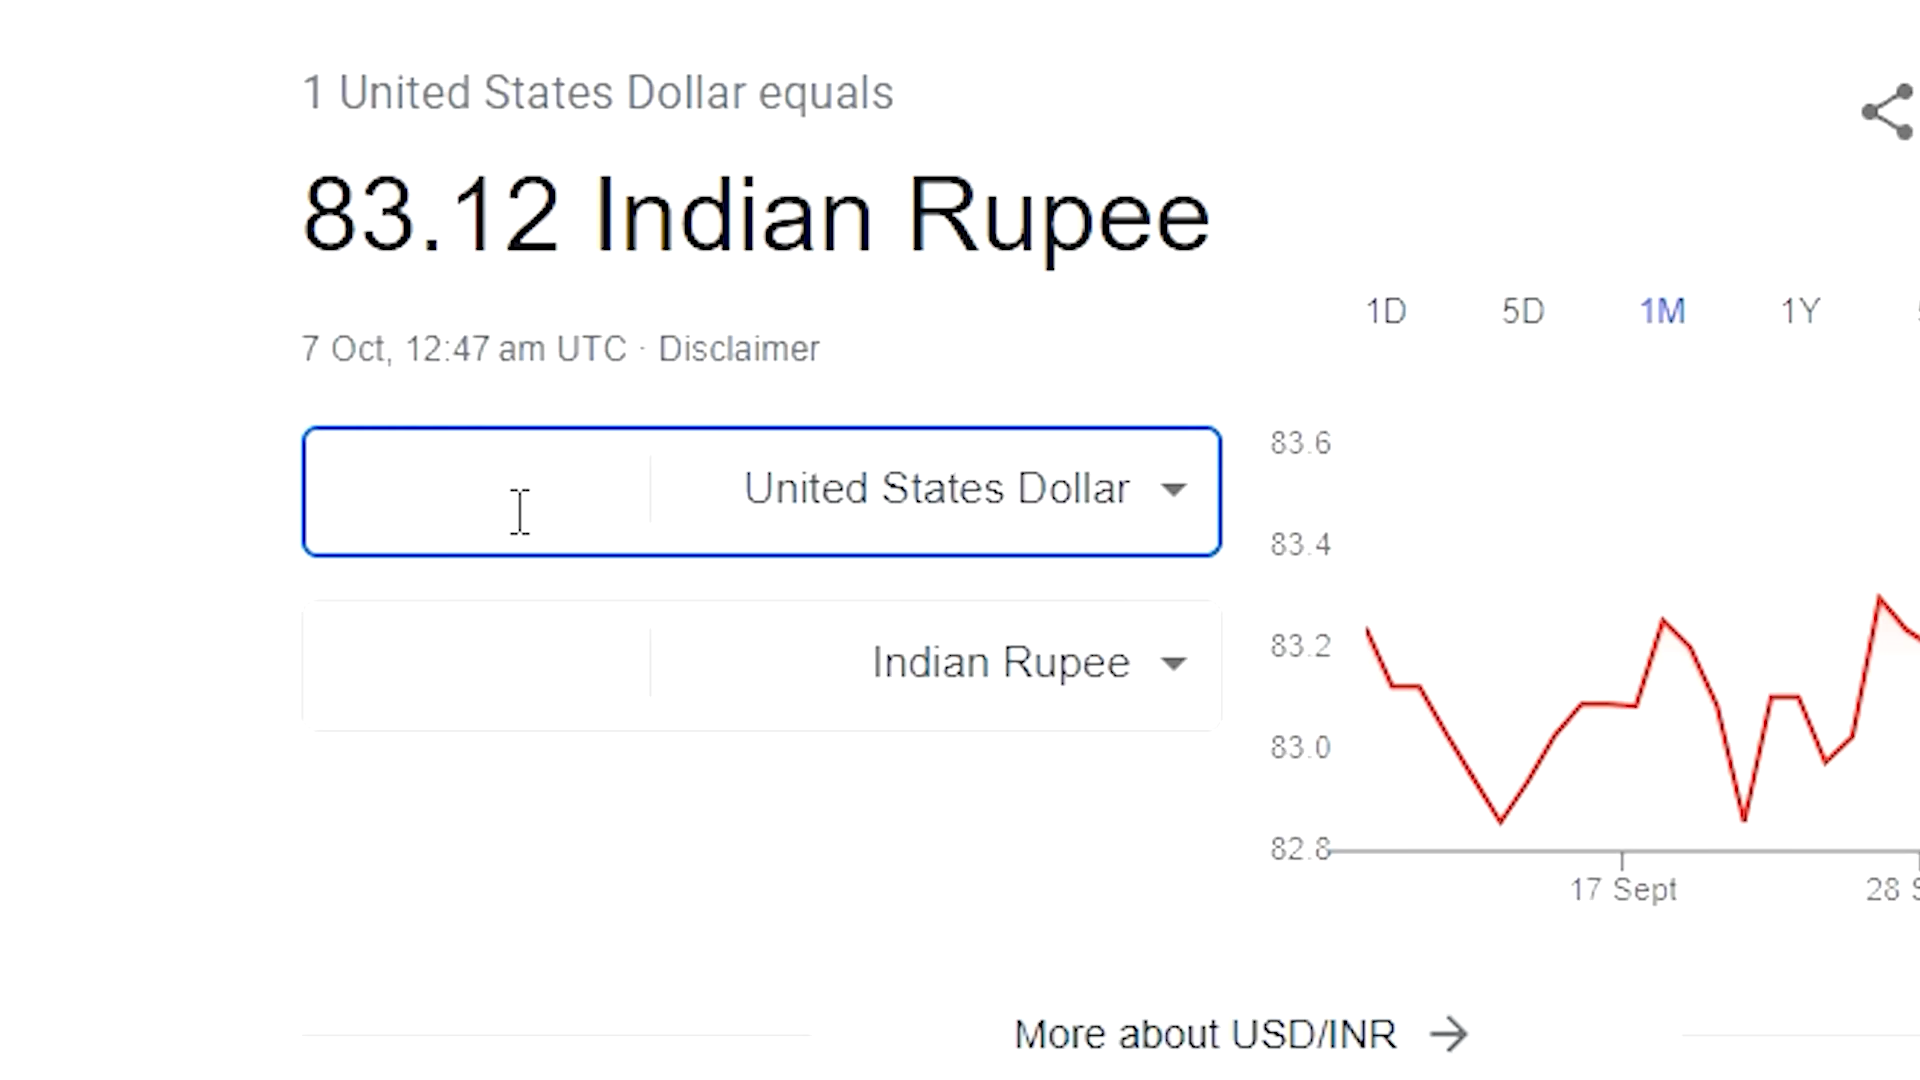 1 United States Dollar equals
83.12 Indian Rupee
7 Oct, 12:47 am UTC · Disclaimer
1D 5D 1M 1Y
United States Dollar
Indian Rupee
83.6
83.4
83.2
83.0
82.8
17 Sept 28
More about USD/INR